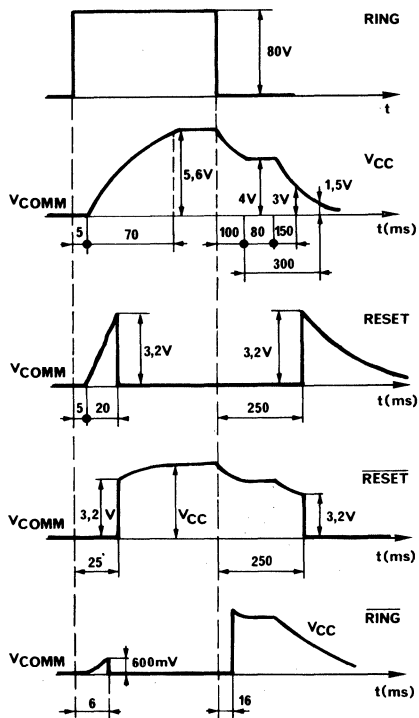 RING
80V
t
VCC
5,6V
4V
3V
1,5V
VCOMM
t(ms)
5
70
100
80
150
300
RESET
3,2V
3,2V
VCOMM
t(ms)
5
20
250
RESET
3,2 V
VCC
3,2V
VCOMM
t(ms)
25
250
RING
VCC
VCOMM
600mV
t(ms)
6
16